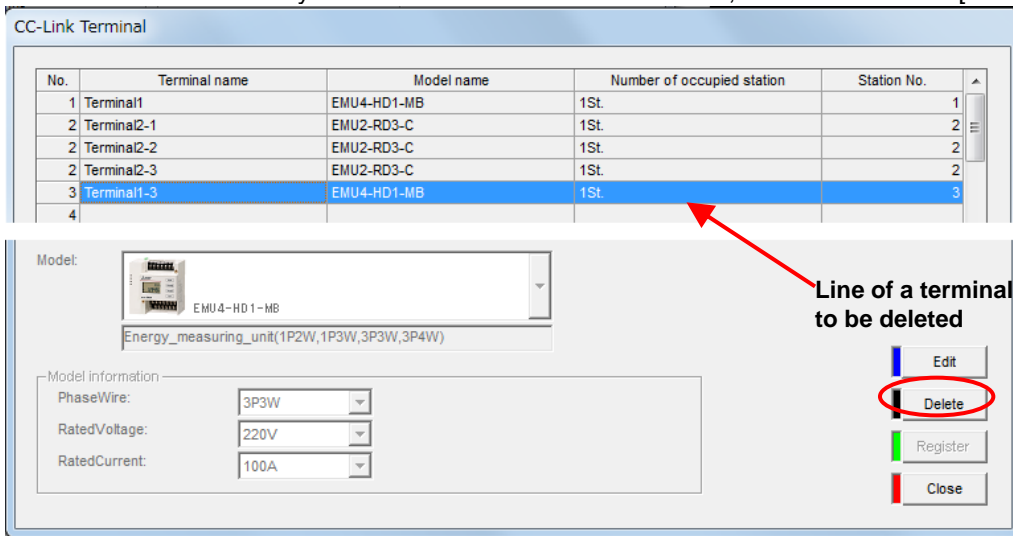 CC-Link Terminal
No. Terminal name Model name Number of occupied station Station No.
1 Terminal1 EMU4-HD1-MB 1St. 1
2 Terminal2-1 EMU2-RD3-C 1St. 2
2 Terminal2-2 EMU2-RD3-C 1St. 2
2 Terminal2-3 EMU2-RD3-C 1St. 2
3 Terminal1-3 EMU4-HD1-MB 1St. 3
4
Model:
EMU4-HD1-MB
Line of a terminal
to be deleted
Energy_measuring_unit(1P2W,1P3W,3P3W,3P4W)
Edit
Model information
PhaseWire: 3P3W
Delete
RatedVoltage: 220V
Register
RatedCurrent: 100A
Close